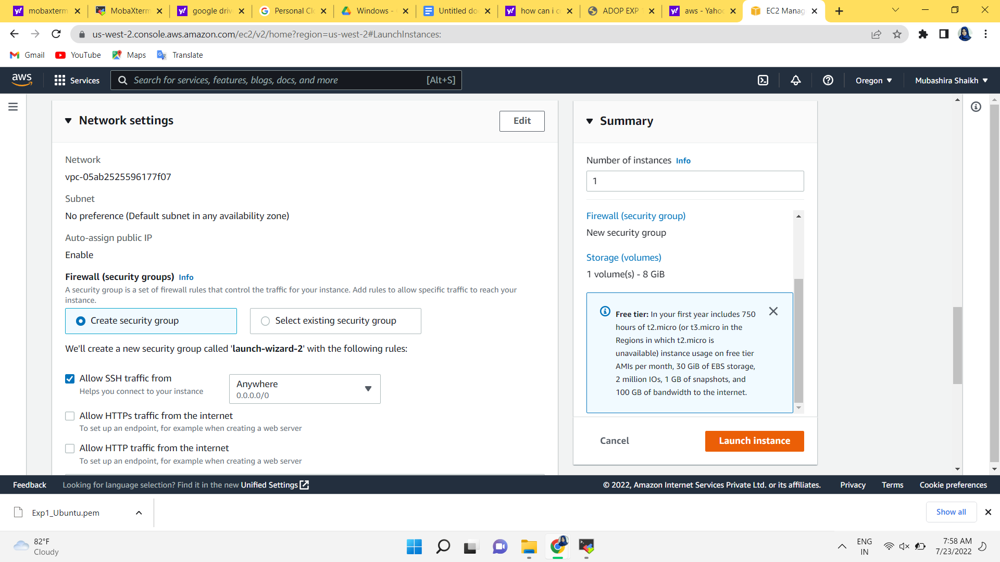 mobaxterm
MobaXterm
google driv
Personal Cl
Windows -
Untitled do
how can i c
ADOP EXP
aws - Yahoo
EC2 Manag
us-west-2.console.aws.amazon.com/ec2/v2/home?region=us-west-2#LaunchInstances:
Gmail
YouTube
Maps
Translate
aws
Services
Search for services, features, blogs, docs, and more
[Alt+S]
Oregon
Mubashira Shaikh
Network settings
Edit
Network
vpc-05ab2525596177f07
Subnet
No preference (Default subnet in any availability zone)
Auto-assign public IP
Enable
Firewall (security groups) Info
A security group is a set of firewall rules that control the traffic for your instance. Add rules to allow specific traffic to reach your
instance.
Create security group
Select existing security group
We'll create a new security group called 'launch-wizard-2' with the following rules:
Allow SSH traffic from
Helps you connect to your instance
Anywhere
0.0.0.0/0
Allow HTTPs traffic from the internet
To set up an endpoint, for example when creating a web server
Allow HTTP traffic from the internet
To set up an endpoint, for example when creating a web server
Summary
Number of instances Info
1
Firewall (security group)
New security group
Storage (volumes)
1 volume(s) - 8 GiB
Free tier: In your first year includes 750
hours of t2.micro (or t3.micro in the
Regions in which t2.micro is
unavailable) instance usage on free tier
AMIs per month, 30 GiB of EBS storage,
2 million IOs, 1 GB of snapshots, and
100 GB of bandwidth to the internet.
Cancel
Launch instance
Feedback
Looking for language selection? Find it in the new Unified Settings
© 2022, Amazon Internet Services Private Ltd. or its affiliates.
Privacy
Terms
Cookie preferences
Exp1_Ubuntu.pem
Show all
82°F
Cloudy
ENG
IN
7:58 AM
7/23/2022